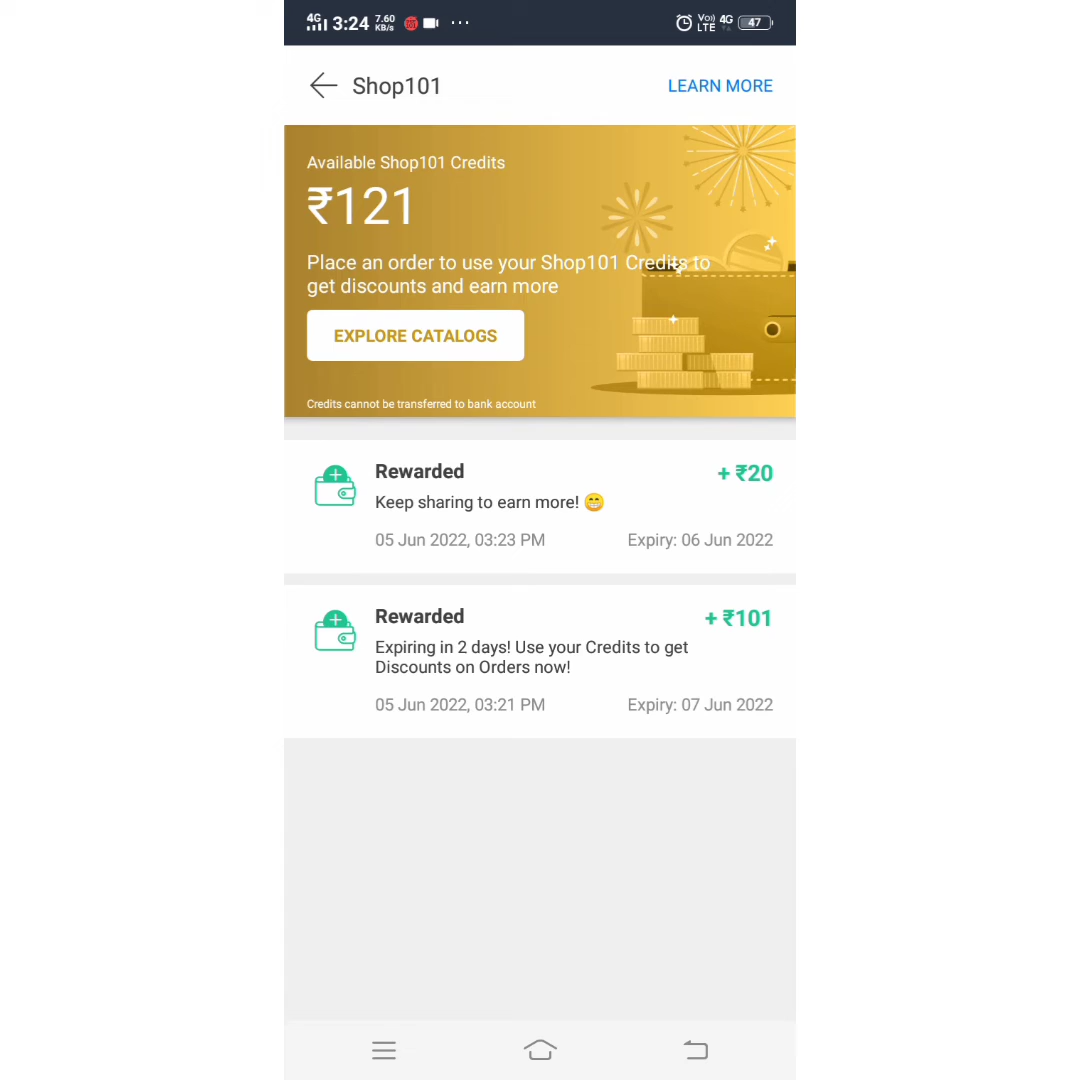 4G 3:24 7.60 KB/s ... Vo)) LTE 4G 47
Shop101 LEARN MORE
Available Shop101 Credits
₹121
Place an order to use your Shop101 Credits to
get discounts and earn more
EXPLORE CATALOGS
Credits cannot be transferred to bank account
Rewarded + ₹20
Keep sharing to earn more! 😁
05 Jun 2022, 03:23 PM Expiry: 06 Jun 2022
Rewarded + ₹101
Expiring in 2 days! Use your Credits to get
Discounts on Orders now!
05 Jun 2022, 03:21 PM Expiry: 07 Jun 2022